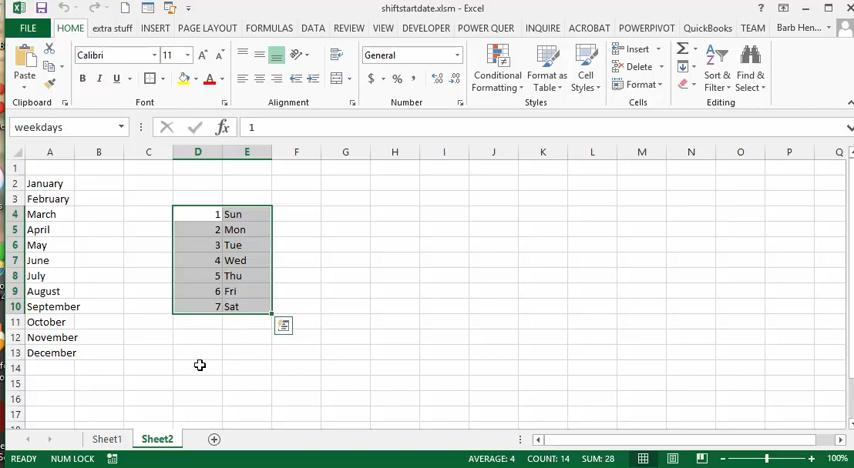 shiftstartdate.xlsm - Excel
FILE HOME extra stuff INSERT PAGE LAYOUT FORMULAS DATA REVIEW VIEW DEVELOPER POWER QUER INQUIRE ACROBAT POWERPIVOT QuickBooks TEAM Barb Hen...
Calibri 11 General Insert
Paste B I U $ % , Conditional Formatting Format as Table Cell Styles Delete Sort & Filter Find & Select
Format
Clipboard Font Alignment Number Styles Cells Editing
weekdays fx 1
A B C D E F G H I J K L M N O P Q
1
2 January
3 February
4 March 1 Sun
5 April 2 Mon
6 May 3 Tue
7 June 4 Wed
8 July 5 Thu
9 August 6 Fri
10 September 7 Sat
11 October
12 November
13 December
14
15
16
17
Sheet1 Sheet2
READY NUM LOCK AVERAGE: 4 COUNT: 14 SUM: 28 100%